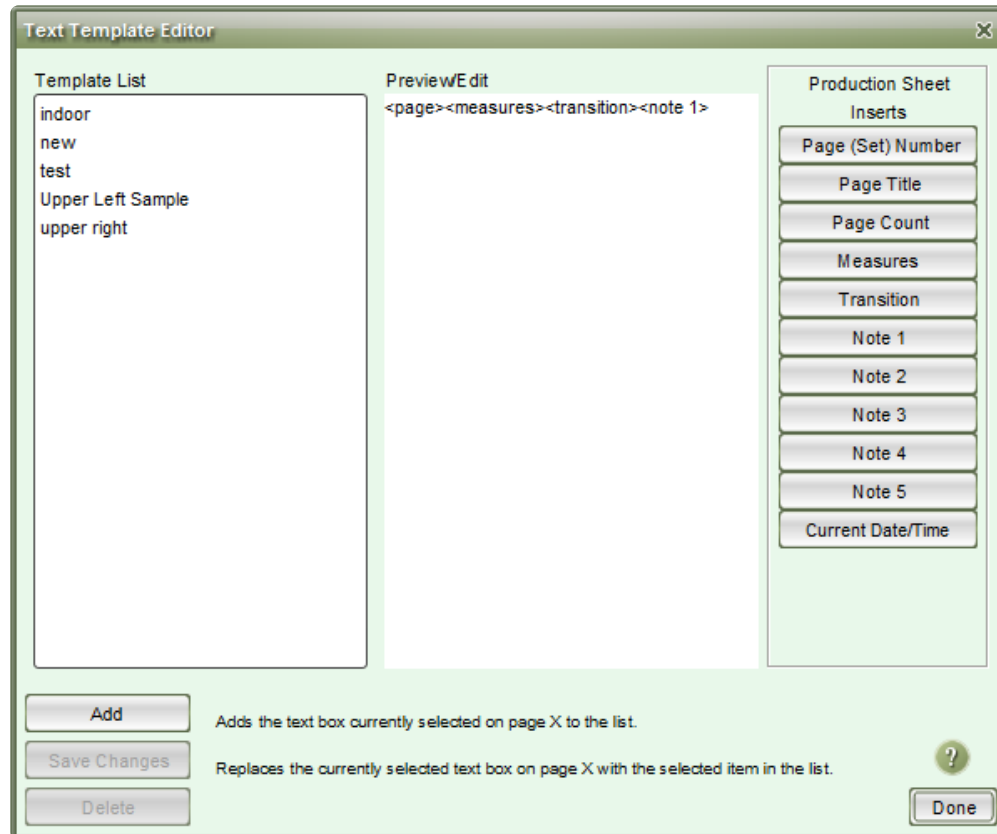 Text Template Editor
Template List
indoor
new
test
Upper Left Sample
upper right
Preview/Edit
<page><measures><transition><note 1>
Production Sheet
Inserts
Page (Set) Number
Page Title
Page Count
Measures
Transition
Note 1
Note 2
Note 3
Note 4
Note 5
Current Date/Time
Add
Adds the text box currently selected on page X to the list.
Save Changes
Replaces the currently selected text box on page X with the selected item in the list.
?
Delete
Done